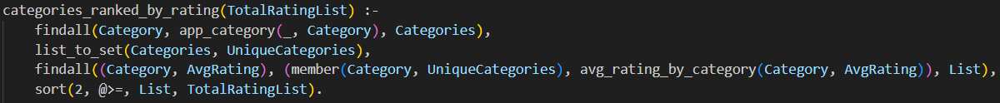 categories_ranked_by_rating(TotalRatingList) :-
    findall(Category, app_category(_, Category), Categories),
    list_to_set(Categories, UniqueCategories),
    findall((Category, AvgRating), (member(Category, UniqueCategories), avg_rating_by_category(Category, AvgRating)), List),
    sort(2, @>=, List, TotalRatingList).